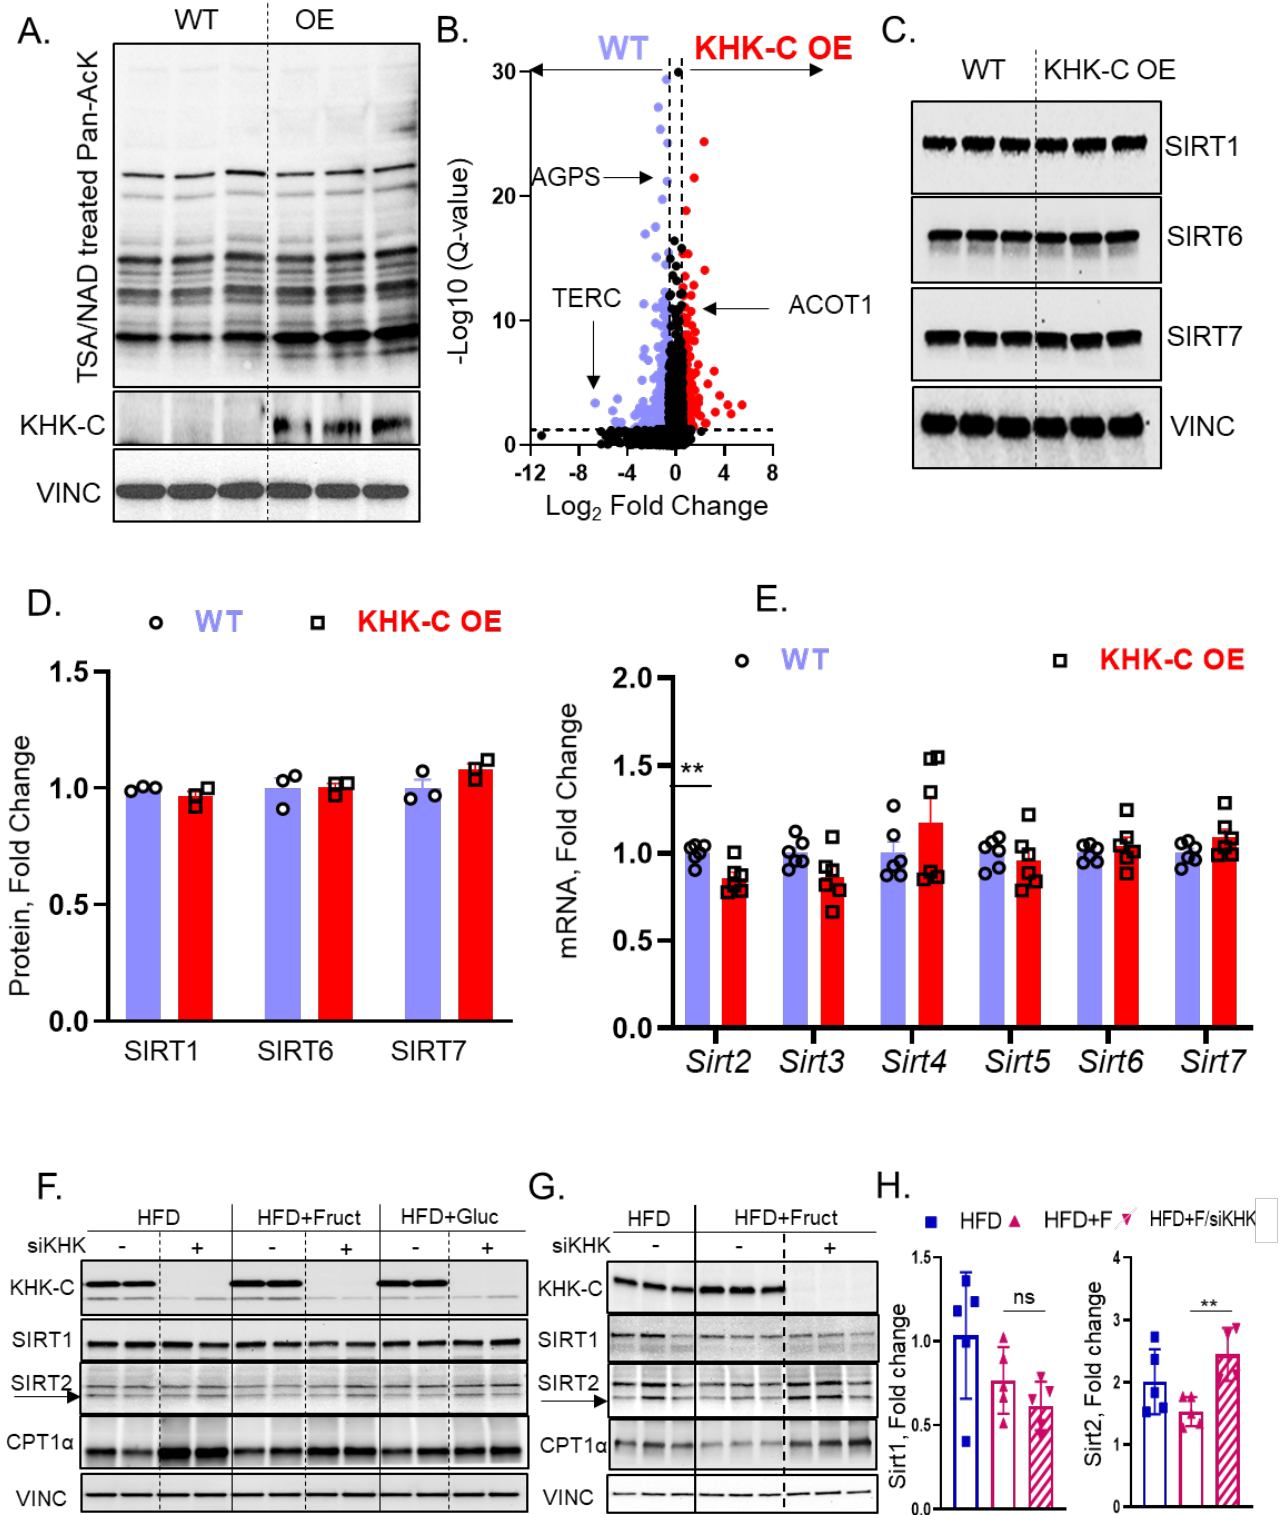 A.
WT OE
TSA/NAD treated Pan-AcK
KHK-C
VINC
B.
WT KHK-C OE
-Log10 (Q-value)
30
20
10
0
AGPS
TERC
ACOT1
-12 -8 -4 0 4 8
Log2 Fold Change
C.
WT KHK-C OE
SIRT1
SIRT6
SIRT7
VINC
D.
WT KHK-C OE
Protein, Fold Change
1.5
1.0
0.5
0.0
SIRT1 SIRT6 SIRT7
E.
WT KHK-C OE
mRNA, Fold Change
2.0
1.5
1.0
0.5
0.0
**
Sirt2 Sirt3 Sirt4 Sirt5 Sirt6 Sirt7
F.
HFD HFD+Fruct HFD+Gluc
siKHK - + - + - +
KHK-C
SIRT1
SIRT2
CPT1α
VINC
G.
HFD HFD+Fruct
siKHK - - +
KHK-C
SIRT1
SIRT2
CPT1α
VINC
H.
HFD HFD+F HFD+F/siKHK
Sirt1, Fold change
1.5
1.0
0.5
0.0
ns
Sirt2, Fold change
4
3
2
1
0
**